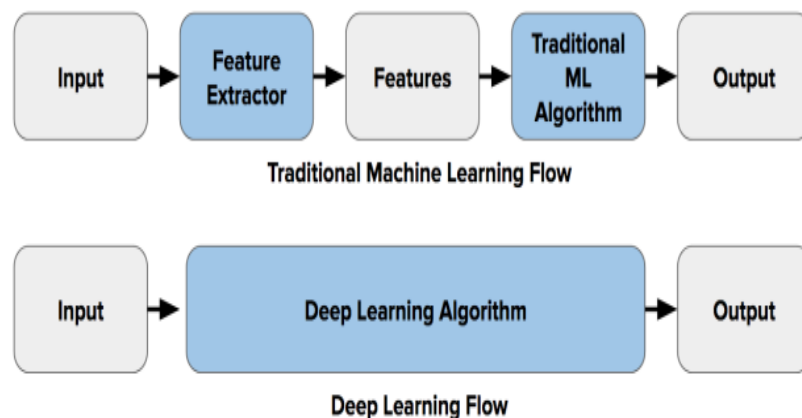 Input
Feature
Extractor
Features
Traditional
ML
Algorithm
Output
Traditional Machine Learning Flow
Input
Deep Learning Algorithm
Output
Deep Learning Flow